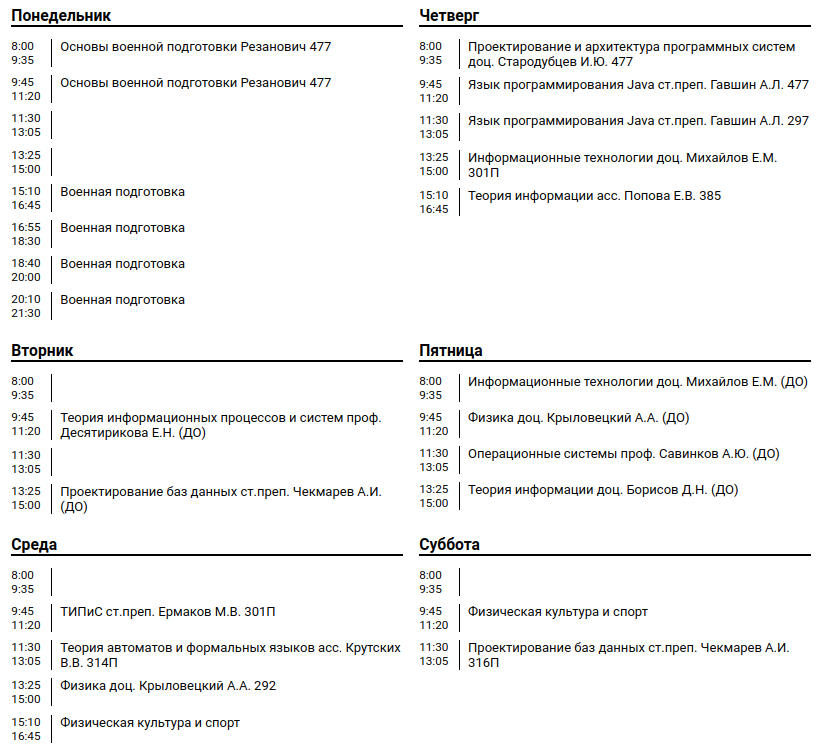 Понедельник
8:00
9:35
Основы военной подготовки Резанович 477
9:45
11:20
Основы военной подготовки Резанович 477
11:30
13:05
13:25
15:00
15:10
16:45
Военная подготовка
16:55
18:30
Военная подготовка
18:40
20:00
Военная подготовка
20:10
21:30
Военная подготовка
Вторник
8:00
9:35
9:45
11:20
Теория информационных процессов и систем проф.
Десятирикова Е.Н. (ДО)
11:30
13:05
13:25
15:00
Проектирование баз данных ст.преп. Чекмарев А.И.
(ДО)
Среда
8:00
9:35
9:45
11:20
ТИПиС ст.преп. Ермаков М.В. 301П
11:30
13:05
Теория автоматов и формальных языков асс. Крутских
В.В. 314П
13:25
15:00
Физика доц. Крыловецкий А.А. 292
15:10
16:45
Физическая культура и спорт
Четверг
8:00
9:35
Проектирование и архитектура программных систем
доц. Стародубцев И.Ю. 477
9:45
11:20
Язык программирования Java ст.преп. Гавшин А.Л. 477
11:30
13:05
Язык программирования Java ст.преп. Гавшин А.Л. 297
13:25
15:00
Информационные технологии доц. Михайлов Е.М.
301П
15:10
16:45
Теория информации асс. Попова Е.В. 385
Пятница
8:00
9:35
Информационные технологии доц. Михайлов Е.М. (ДО)
9:45
11:20
Физика доц. Крыловецкий А.А. (ДО)
11:30
13:05
Операционные системы проф. Савинков А.Ю. (ДО)
13:25
15:00
Теория информации доц. Борисов Д.Н. (ДО)
Суббота
8:00
9:35
9:45
11:20
Физическая культура и спорт
11:30
13:05
Проектирование баз данных ст.преп. Чекмарев А.И.
316П